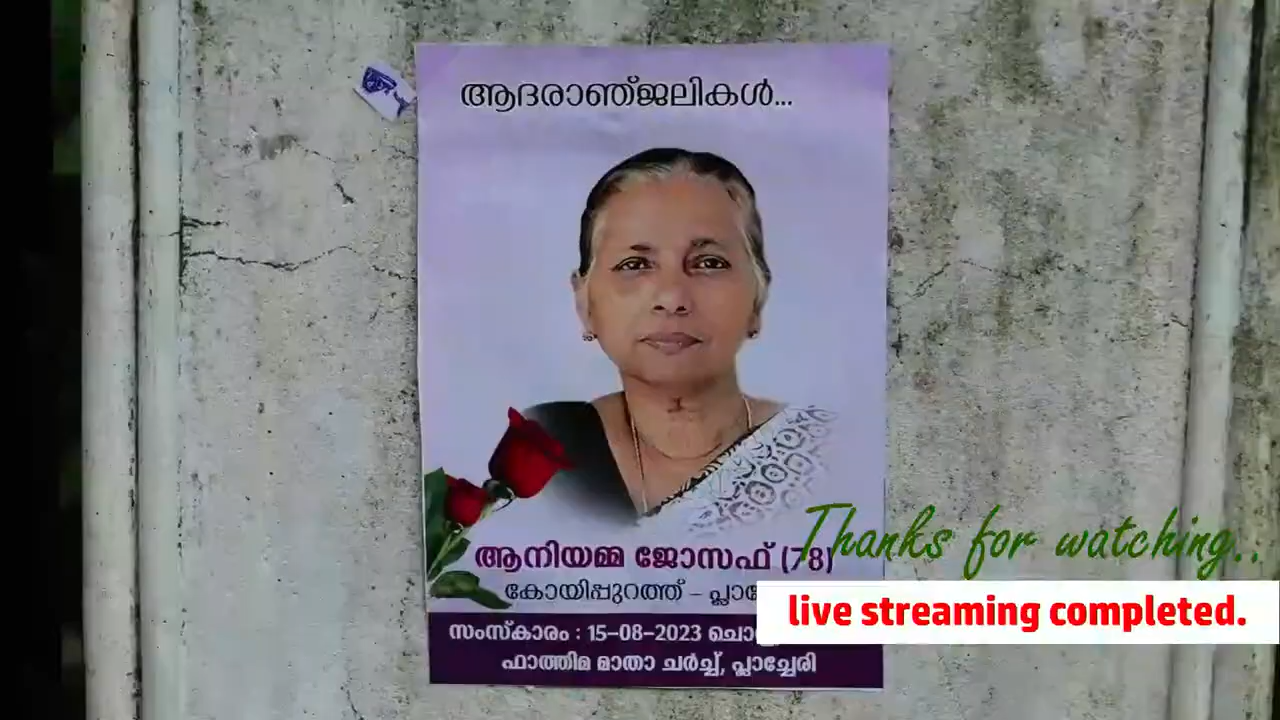 ആദരാഞ്ജലികൾ...
ആനിയമ്മ ജോസഫ് (78)
കോയിപ്പുറത്ത് –
സംസ്കാരം : 15-08-2023
ഫാത്തിമ മാതാ ചർച്ച്, പ്ലാച്ചേരി
Thanks for watching..
live streaming completed.